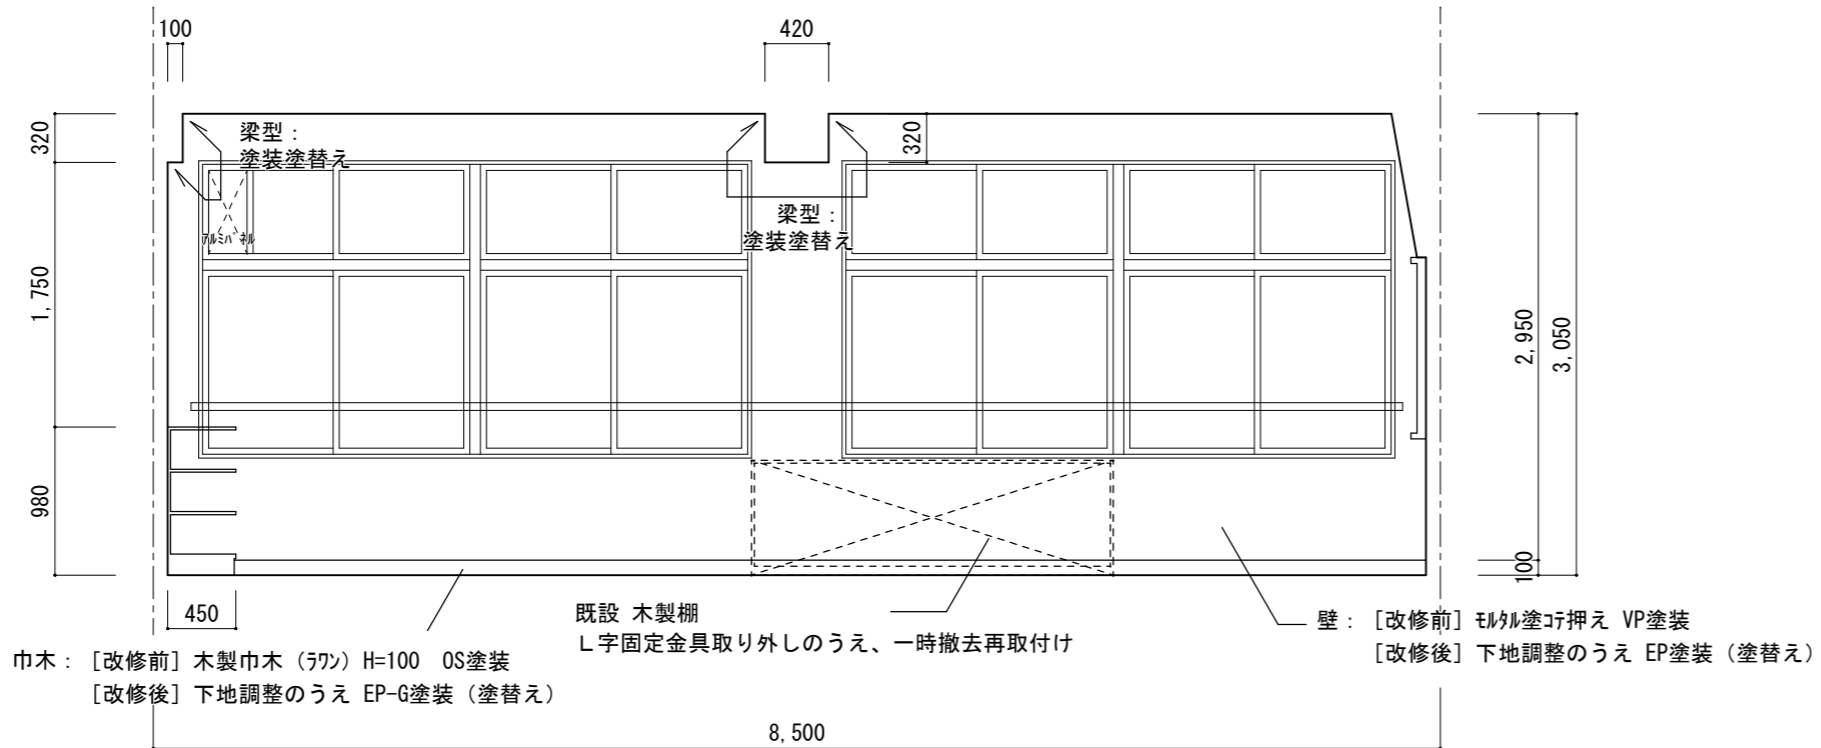 100
420
320
梁型：
塗装塗替え
320
ｱﾙﾐﾊﾟﾈﾙ
梁型：
塗装塗替え
1,750
2,950
3,050
980
100
450
既設 木製棚
Ｌ字固定金具取り外しのうえ、一時撤去再取付け
壁：［改修前］ﾓﾙﾀﾙ塗ｺﾃ押え VP塗装
［改修後］下地調整のうえ EP塗装（塗替え）
巾木：［改修前］木製巾木（ﾗﾜﾝ）H=100 OS塗装
［改修後］下地調整のうえ EP-G塗装（塗替え）
8,500